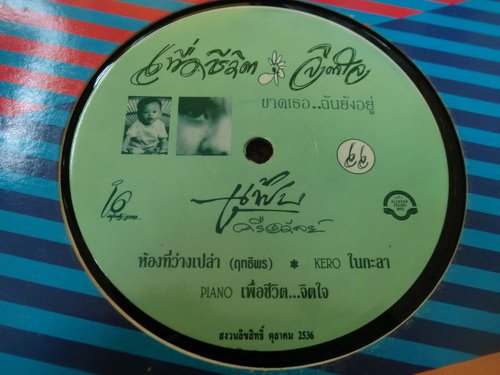 เพื่อชีวิต จิตใจ
ขาดเธอ..ฉันยังอยู่
ห้องที่ว่างเปล่า (ฤทธิพร) * KERO ในกะลา
PIANO เพื่อชีวิต...จิตใจ
สงวนลิขสิทธิ์ ตุลาคม 2536